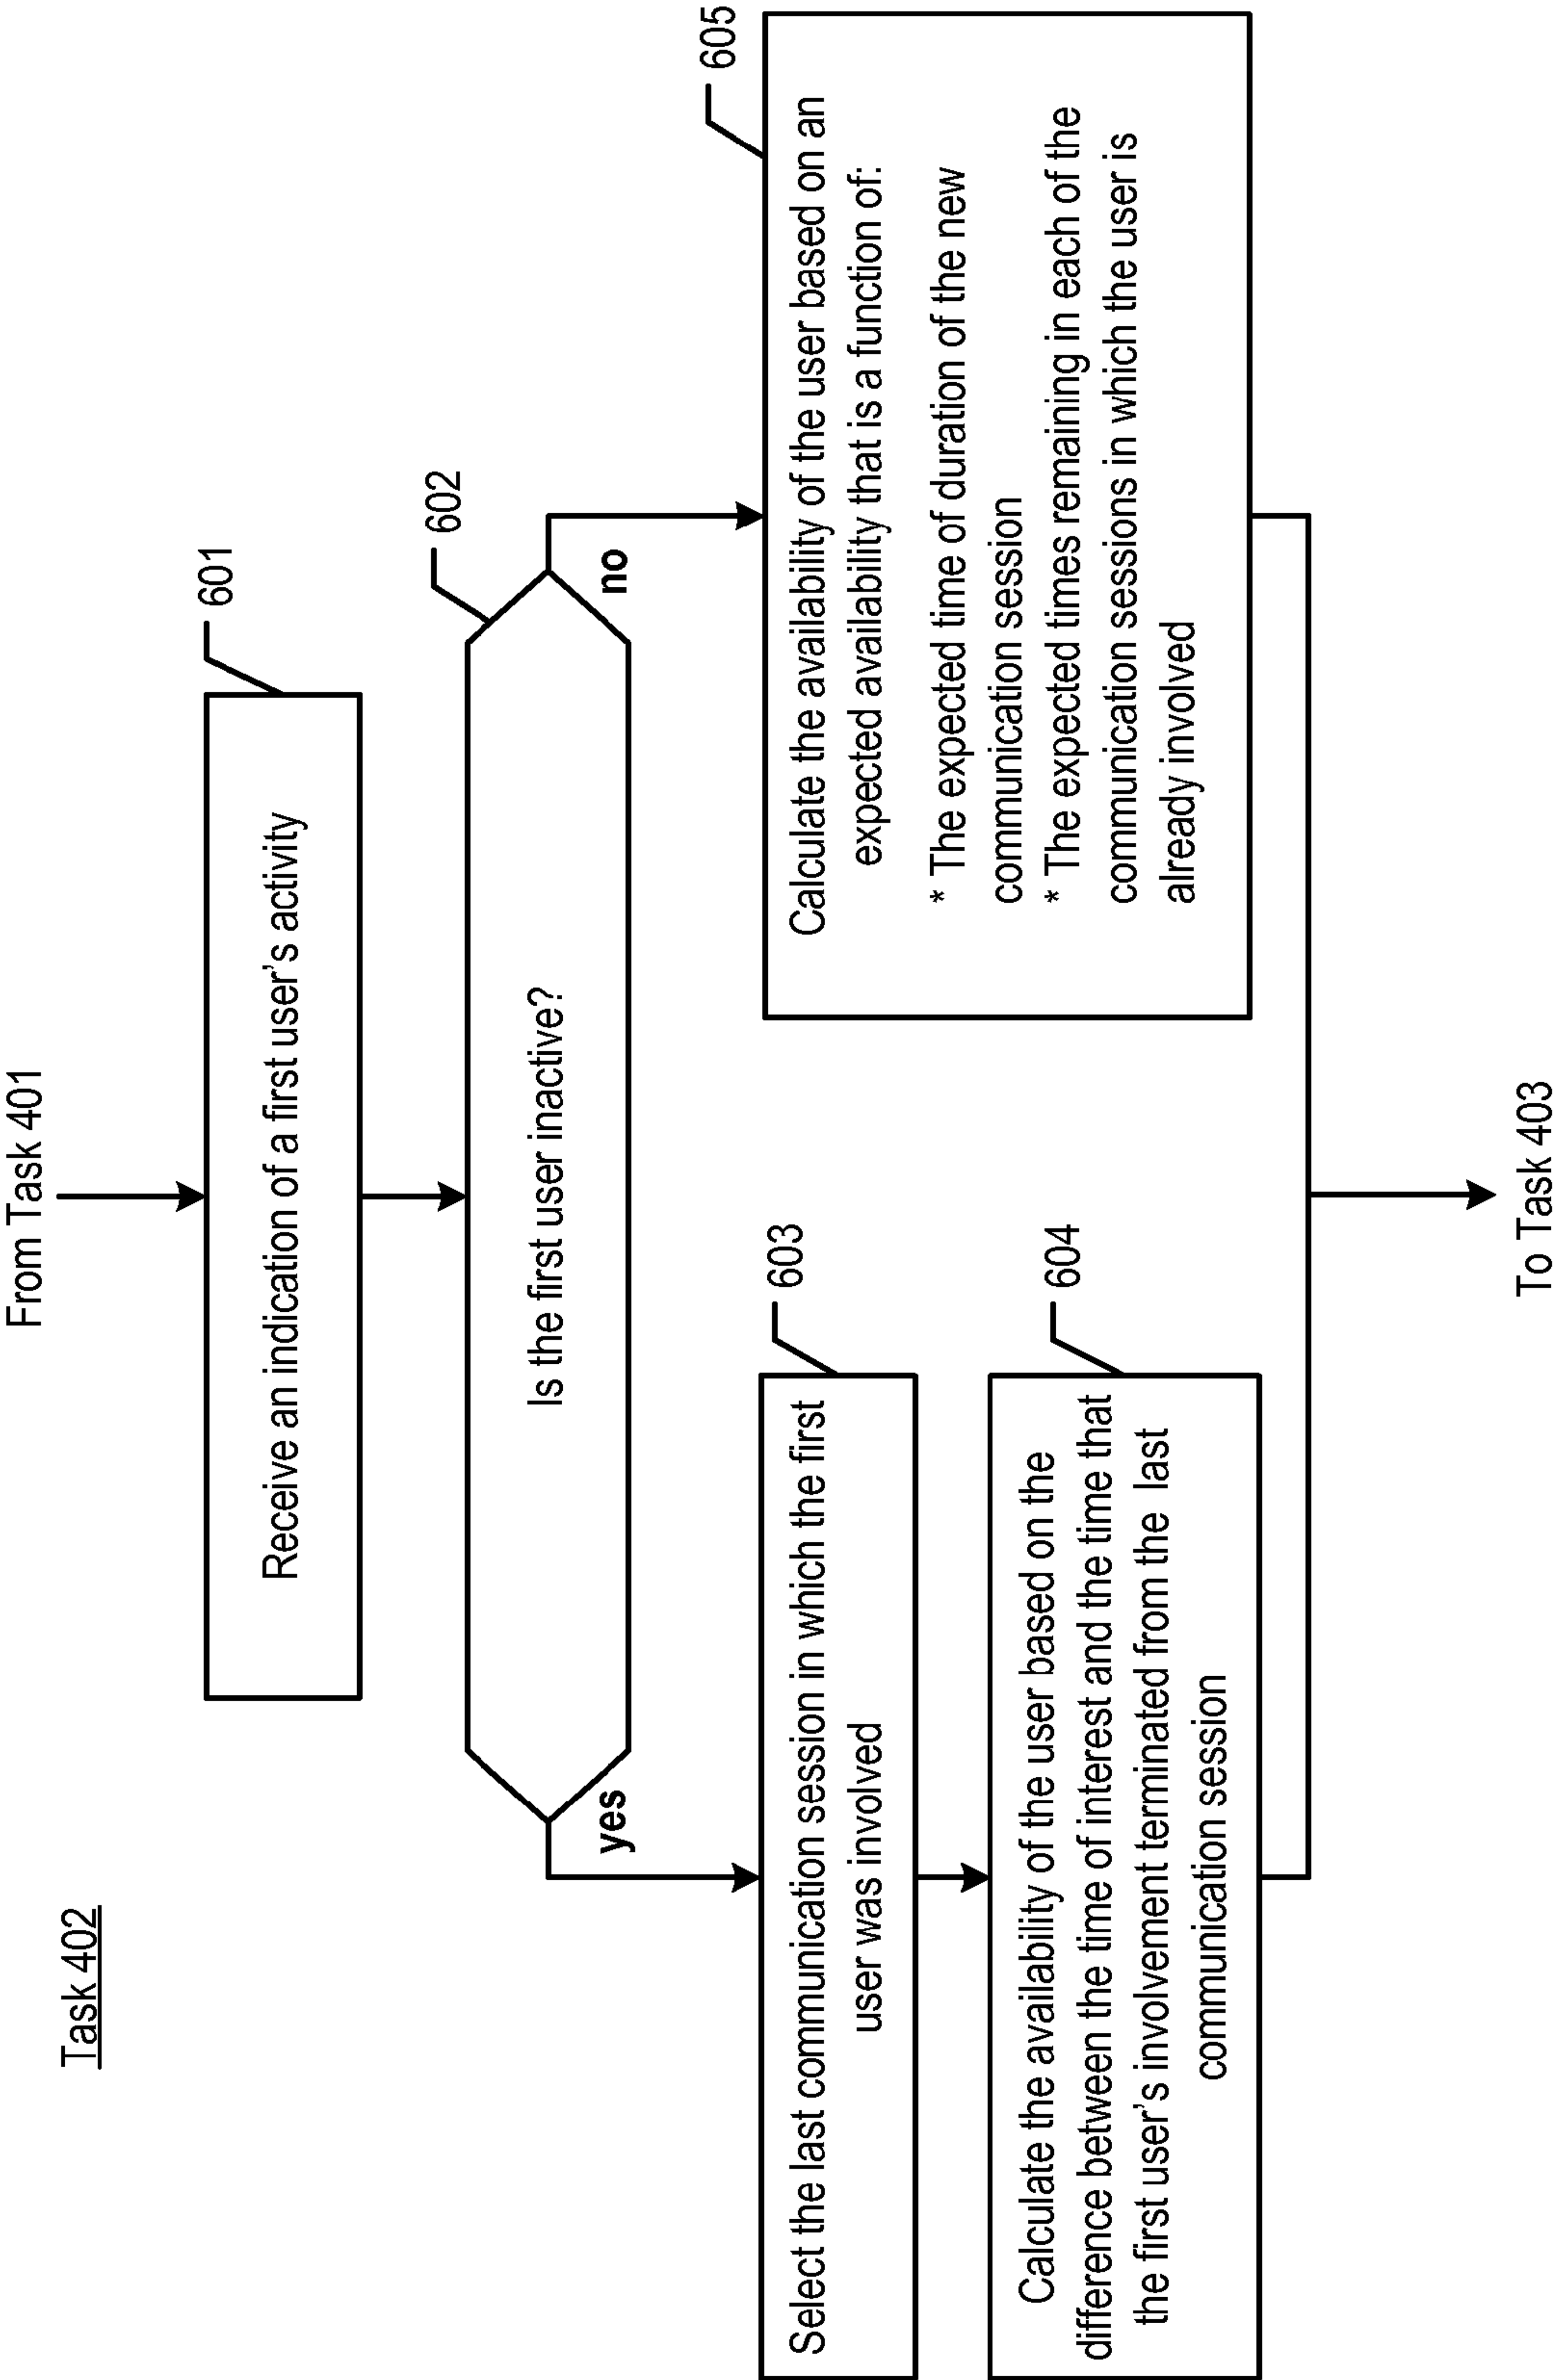 Task 402
From Task 401
601
Receive an indication of a first user's activity
602
Is the first user inactive?
yes
no
603
Select the last communication session in which the first
user was involved
604
Calculate the availability of the user based on the
difference between the time of interest and the time that
the first user's involvement terminated from the last
communication session
605
Calculate the availability of the user based on an
expected availability that is a function of:
* The expected time of duration of the new
communication session
* The expected times remaining in each of the
communication sessions in which the user is
already involved
To Task 403